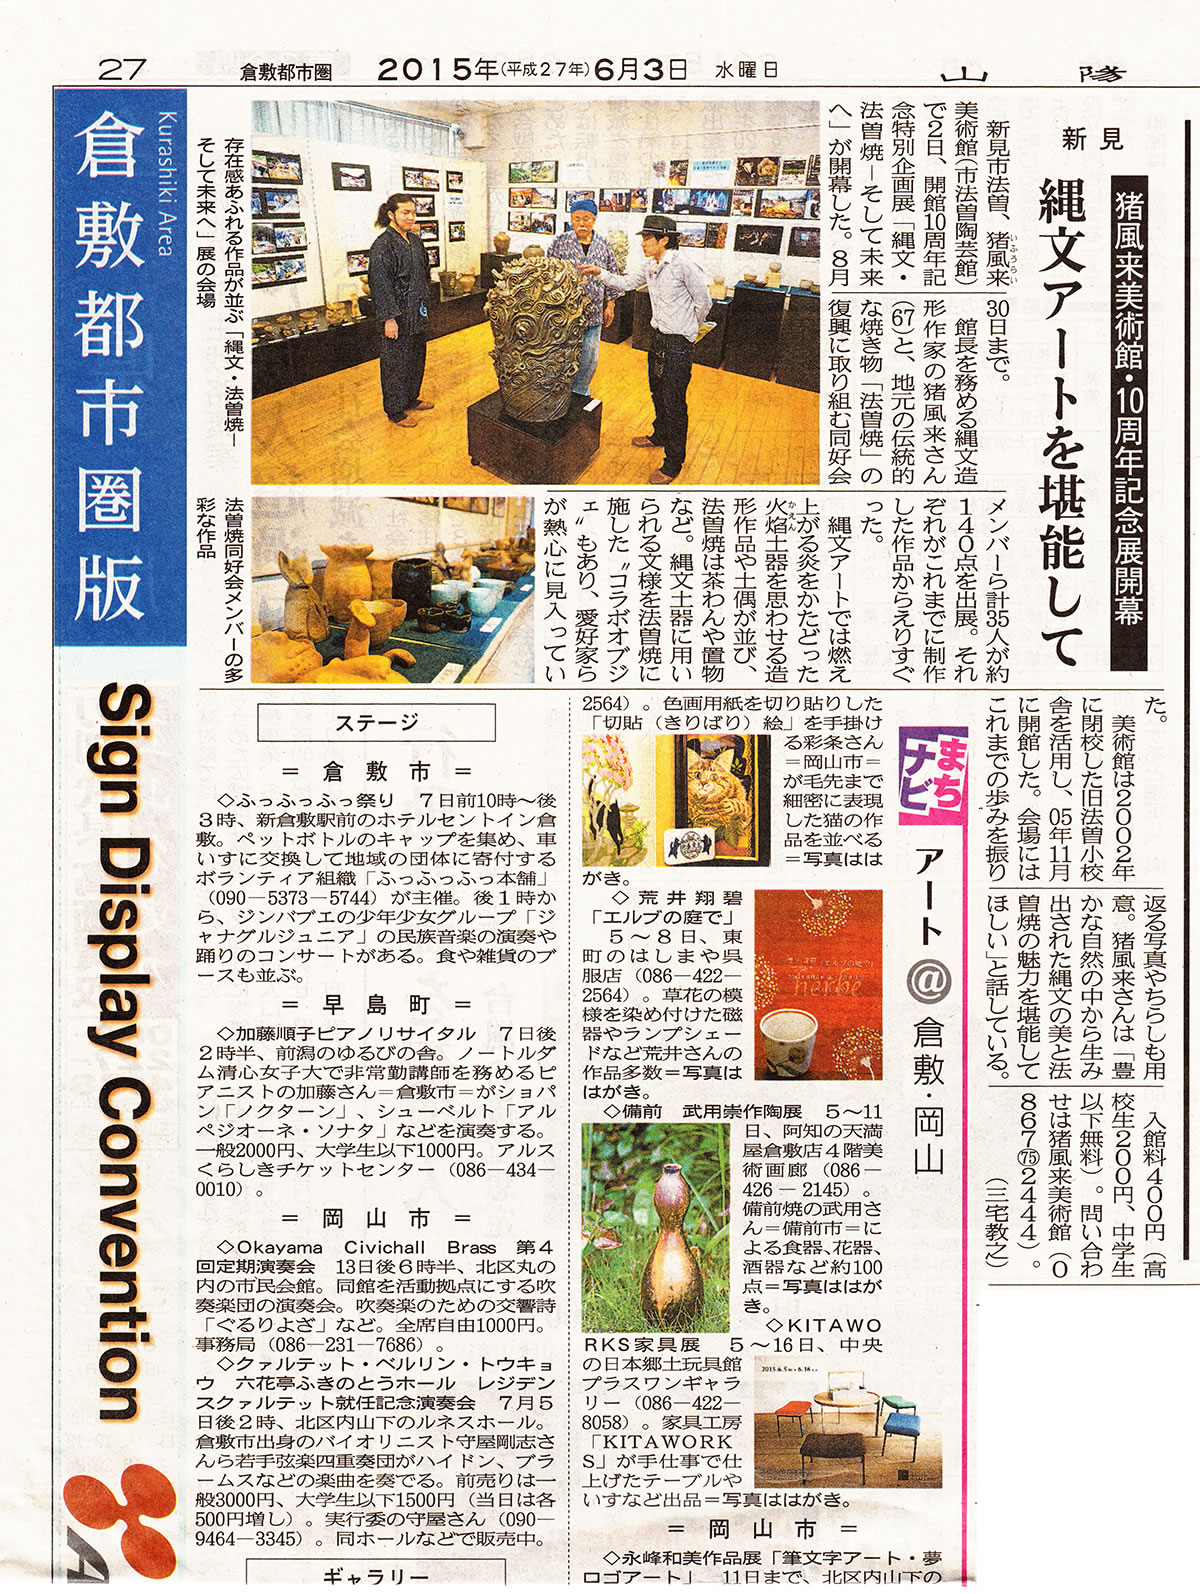 27
倉敷都市圏
2015年(平成27年)6月3日 水曜日
山陽
倉敷都市圏版
Kurashiki Area
Sign Display Convention
新見
猪風来美術館・10周年記念展開幕
縄文アートを堪能して
新見市法曽、猪風来
いふうらい
美術館(市法曽陶芸館)
で2日、開館10周年記
念特別企画展「縄文・
法曽焼ーそして未来
へ」が開幕した。8月
30日まで。
館長を務める縄文造
形作家の猪風来さん
(67)と、地元の伝統的
な焼き物「法曽焼」の
復興に取り組む同好会
メンバーら計35人が約
140点を出展。それ
ぞれがこれまでに制作
した作品からえりすぐ
った。
縄文アートでは燃え
上がる炎をかたどった
火焔土器を思わせる造
かえん
形作品や土偶が並び、
法曽焼は茶わんや置物
など。縄文土器に用い
られる文様を法曽焼に
施した〝コラボオブジ
ェ〟もあり、愛好家ら
が熱心に見入ってい
た。
美術館は2002年
に閉校した旧法曽小校
舎を活用し、05年11月
に開館した。会場には
これまでの歩みを振り
返る写真やちらしも用
意。猪風来さんは「豊
かな自然の中から生み
出された縄文の美と法
曽焼の魅力を堪能して
ほしい」と話している。
入館料400円(高
校生200円、中学生
以下無料)。問い合わ
せは猪風来美術館(0
867㊆2444)。
(三宅教之)
存在感あふれる作品が並ぶ「縄文・法曽焼ー
そして未来へ」展の会場
法曽焼同好会メンバーの多
彩な作品
ステージ
=倉敷市=
◇ふっふっふっ祭り 7日前10時〜後
3時、新倉敷駅前のホテルセントイン倉
敷。ペットボトルのキャップを集め、車
いすに交換して地域の団体に寄付する
ボランティア組織「ふっふっふっ本舗」
(090-5373-5744)が主催。後1時か
ら、ジンバブエの少年少女グループ「ジ
ャナグルジュニア」の民族音楽の演奏や
踊りのコンサートがある。食や雑貨のブ
ースも並ぶ。
=早島町=
◇加藤順子ピアノリサイタル 7日後
2時半、前潟のゆるびの舎。ノートルダ
ム清心女子大で非常勤講師を務めるピ
アニストの加藤さん=倉敷市=がショパ
ン「ノクターン」、シューベルト「アル
ペジオーネ・ソナタ」などを演奏する。
一般2000円、大学生以下1000円。アルス
くらしきチケットセンター(086-434-
0010)。
=岡山市=
◇Okayama Civichall Brass 第4
回定期演奏会 13日後6時半、北区丸の
内の市民会館。同館を活動拠点にする吹
奏楽団の演奏会。吹奏楽のための交響詩
「ぐるりよざ」など。全席自由1000円。
事務局(086-231-7686)。
◇クァルテット・ベルリン・トウキョ
ウ 六花亭ふきのとうホール レジデン
スクァルテット就任記念演奏会 7月5
日後2時、北区内山下のルネスホール。
倉敷市出身のバイオリニスト守屋剛志さ
んら若手弦楽四重奏団がハイドン、ブラ
ームスなどの楽曲を奏でる。前売りは一
般3000円、大学生以下1500円(当日は各
500円増し)。実行委の守屋さん(090-
9464-3345)。同ホールなどで販売中。
ギャラリー
まちナビ
アート@倉敷・岡山
2564)。色画用紙を切り貼りした
「切貼(きりばり)絵」を手掛け
る彩条さん
=岡山市=
が毛先まで
細密に表現
した猫の作
品を並べる
=写真はは
がき。
◇荒井翔碧
「エルブの庭で」
5〜8日、東
町のはしまや呉
服店(086-422-
2564)。草花の模
様を染め付けた磁
器やランプシェー
ドなど荒井さんの
作品多数=写真は
はがき。
herbe
◇備前 武用崇作陶展 5〜11
日、阿知の天満
屋倉敷店4階美
術画廊(086-
426-2145)。
備前焼の武用さ
ん=備前市=に
よる食器、花器、
酒器など約100
点=写真ははが
き。
◇KITAWO
RKS家具展 5〜16日、中央
の日本郷土玩具館
プラスワンギャラ
リー(086-422-
8058)。家具工房
「KITAWORK
S」が手仕事で仕
上げたテーブルや
いすなど出品=写真ははがき。
=岡山市=
◇永峰和美作品展「筆文字アート・夢
ロゴアート」 11日まで、北区内山下の